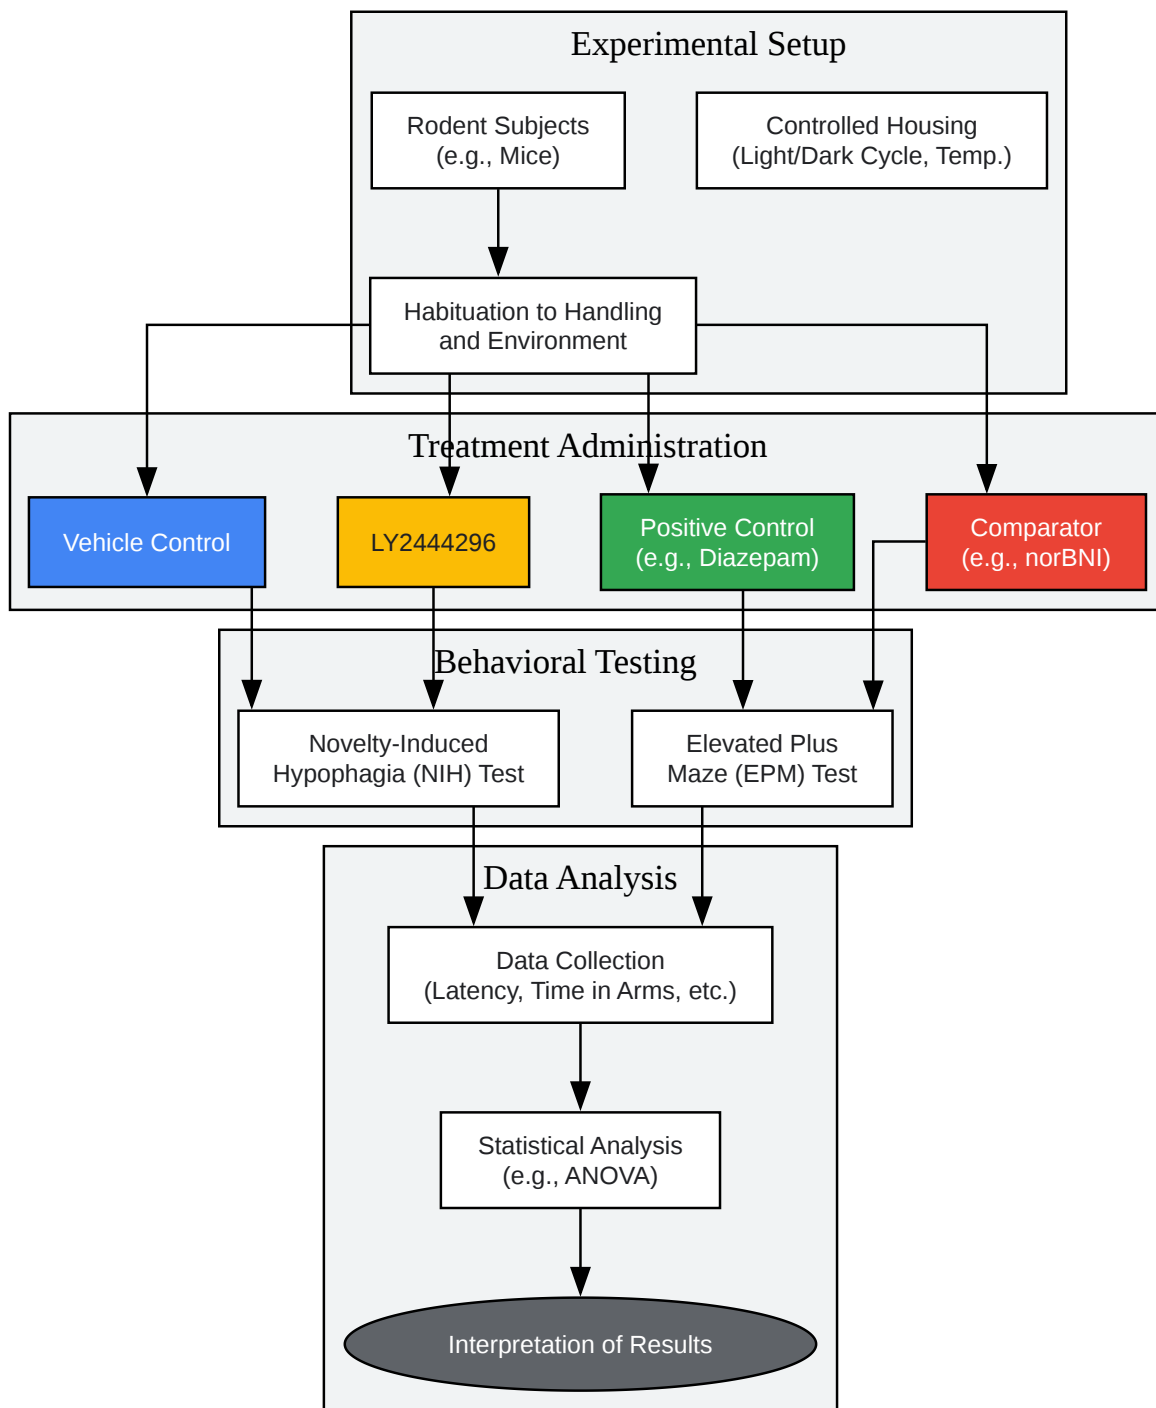 Experimental Setup
Rodent Subjects
(e.g., Mice)
Controlled Housing
(Light/Dark Cycle, Temp.)
Habituation to Handling
and Environment
Treatment Administration
Vehicle Control
LY2444296
Positive Control
(e.g., Diazepam)
Comparator
(e.g., norBNI)
Behavioral Testing
Novelty-Induced
Hypophagia (NIH) Test
Elevated Plus
Maze (EPM) Test
Data Analysis
Data Collection
(Latency, Time in Arms, etc.)
Statistical Analysis
(e.g., ANOVA)
Interpretation of Results